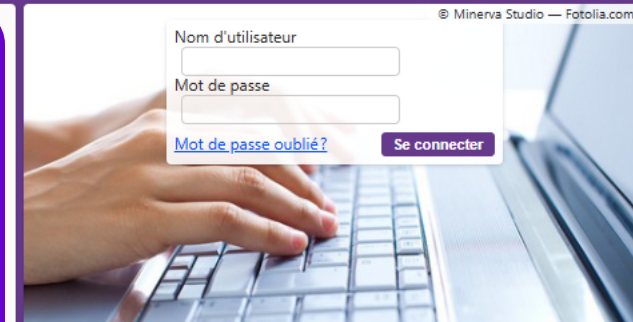 © Minerva Studio — Fotolia.com
Nom d'utilisateur
Mot de passe
Mot de passe oublié ?
Se connecter